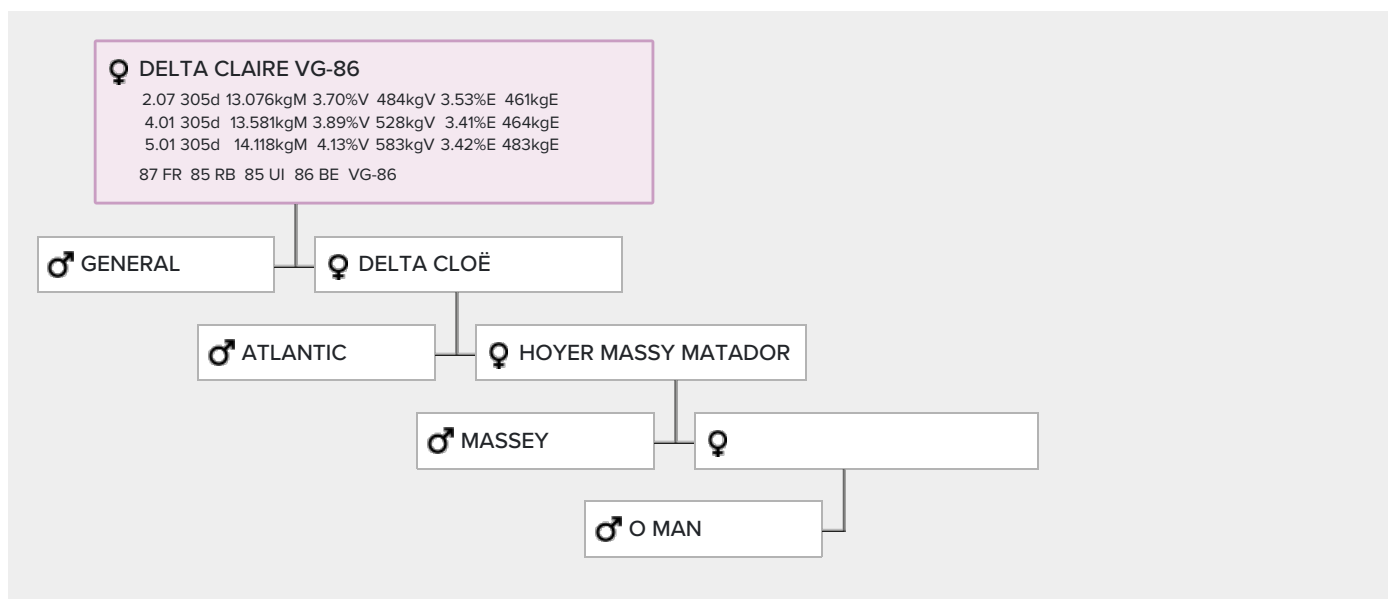 DELTA CLAIRE VG-86
2.07 305d 13.076kgM 3.70%V 484kgV 3.53%E 461kgE
4.01 305d 13.581kgM 3.89%V 528kgV 3.41%E 464kgE
5.01 305d 14.118kgM 4.13%V 583kgV 3.42%E 483kgE
87 FR 85 RB 85 UI 86 BE VG-86
GENERAL
DELTA CLOË
ATLANTIC
HOYER MASSY MATADOR
MASSEY
O MAN